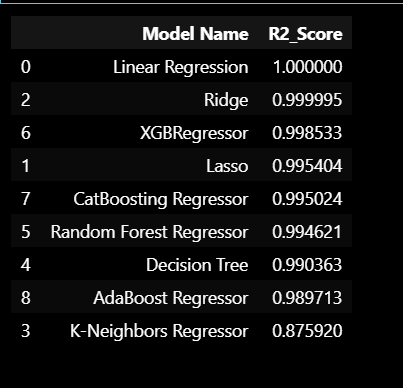 Model Name R2_Score
0 Linear Regression 1.000000
2 Ridge 0.999995
6 XGBRegressor 0.998533
1 Lasso 0.995404
7 CatBoosting Regressor 0.995024
5 Random Forest Regressor 0.994621
4 Decision Tree 0.990363
8 AdaBoost Regressor 0.989713
3 K-Neighbors Regressor 0.875920